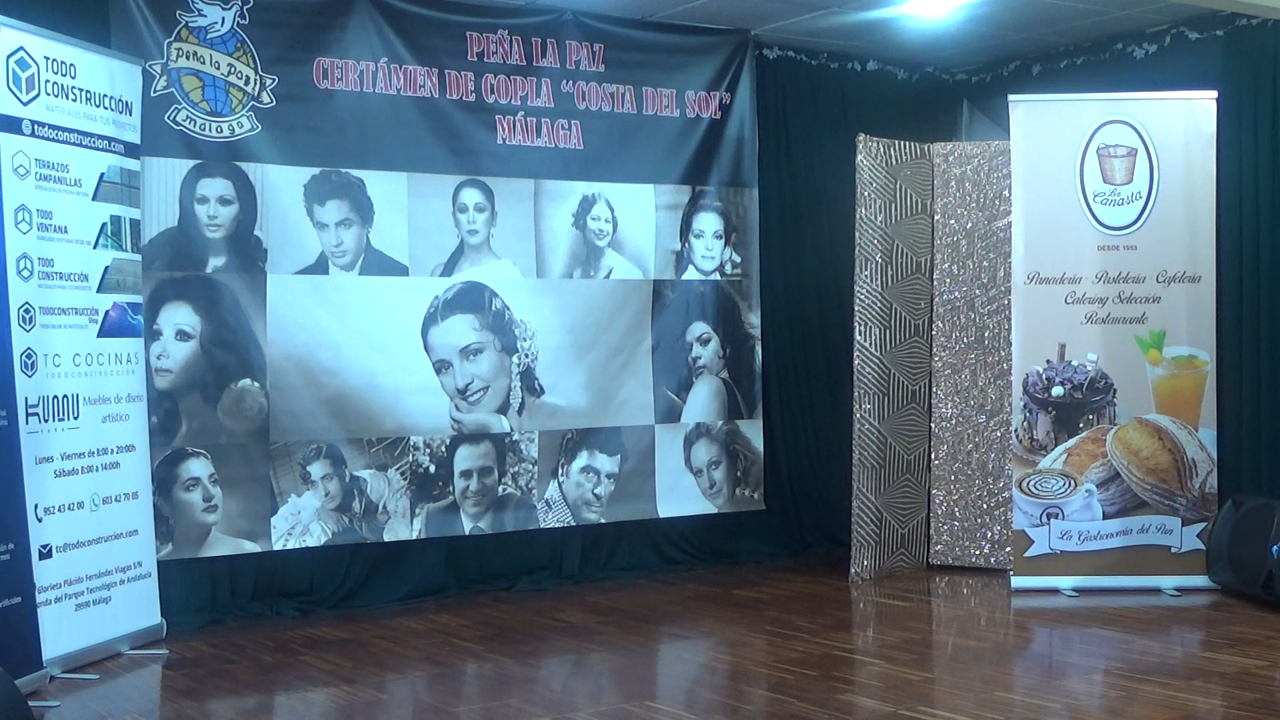 TODO
CONSTRUCCIÓN
MATERIALES PARA TUS PROYECTOS
todoconstruccion.com
TERRAZOS
CAMPANILLAS
TODO
VENTANA
TODO
CONSTRUCCIÓN
TODOCONSTRUCCIÓN
Shop
TC COCINAS
TODOCONSTRUCCIÓN
KUMU
Muebles de diseño
artístico
Lunes - Viernes de 8:00 a 20:00h
Sábado 8:00 a 14:00h
952 43 42 00
603 42 70 05
tc@todoconstruccion.com
Glorieta Plácido Fernández Viagas S/N
onda del Parque Tecnológico de Andalucía
29590 Málaga
Peña la Paz
málaga
PEÑA LA PAZ
CERTÁMEN DE COPLA “COSTA DEL SOL”
MÁLAGA
La
Canasta
DESDE 1953
Panadería - Pastelería - Cafetería
Catering Selección
Restaurante
La Gastronomía del Pan